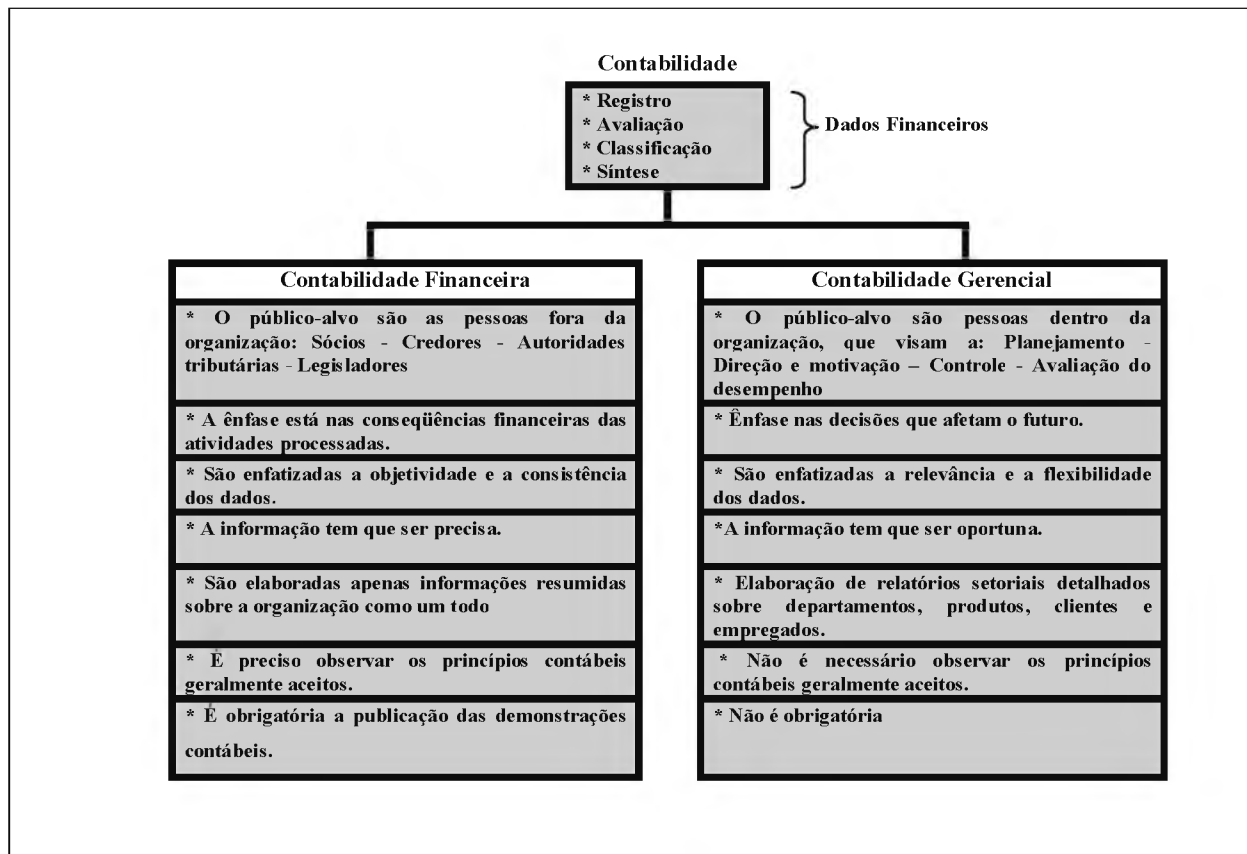 Contabilidade
* Registro
* Avaliação
* Classificação
* Síntese
Dados Financeiros
Contabilidade Financeira
* O público-alvo são as pessoas fora da
organização: Sócios - Credores - Autoridades
tributárias - Legisladores
* A ênfase está nas conseqüências financeiras das
atividades processadas.
* São enfatizadas a objetividade e a consistência
dos dados.
* A informação tem que ser precisa.
* São elaboradas apenas informações resumidas
sobre a organização como um todo
* É preciso observar os princípios contábeis
geralmente aceitos.
* É obrigatória a publicação das demonstrações
contábeis.
Contabilidade Gerencial
* O público-alvo são pessoas dentro da
organização, que visam a: Planejamento -
Direção e motivação – Controle - Avaliação do
desempenho
* Ênfase nas decisões que afetam o futuro.
* São enfatizadas a relevância e a flexibilidade
dos dados.
*A informação tem que ser oportuna.
* Elaboração de relatórios setoriais detalhados
sobre departamentos, produtos, clientes e
empregados.
* Não é necessário observar os princípios
contábeis geralmente aceitos.
* Não é obrigatória